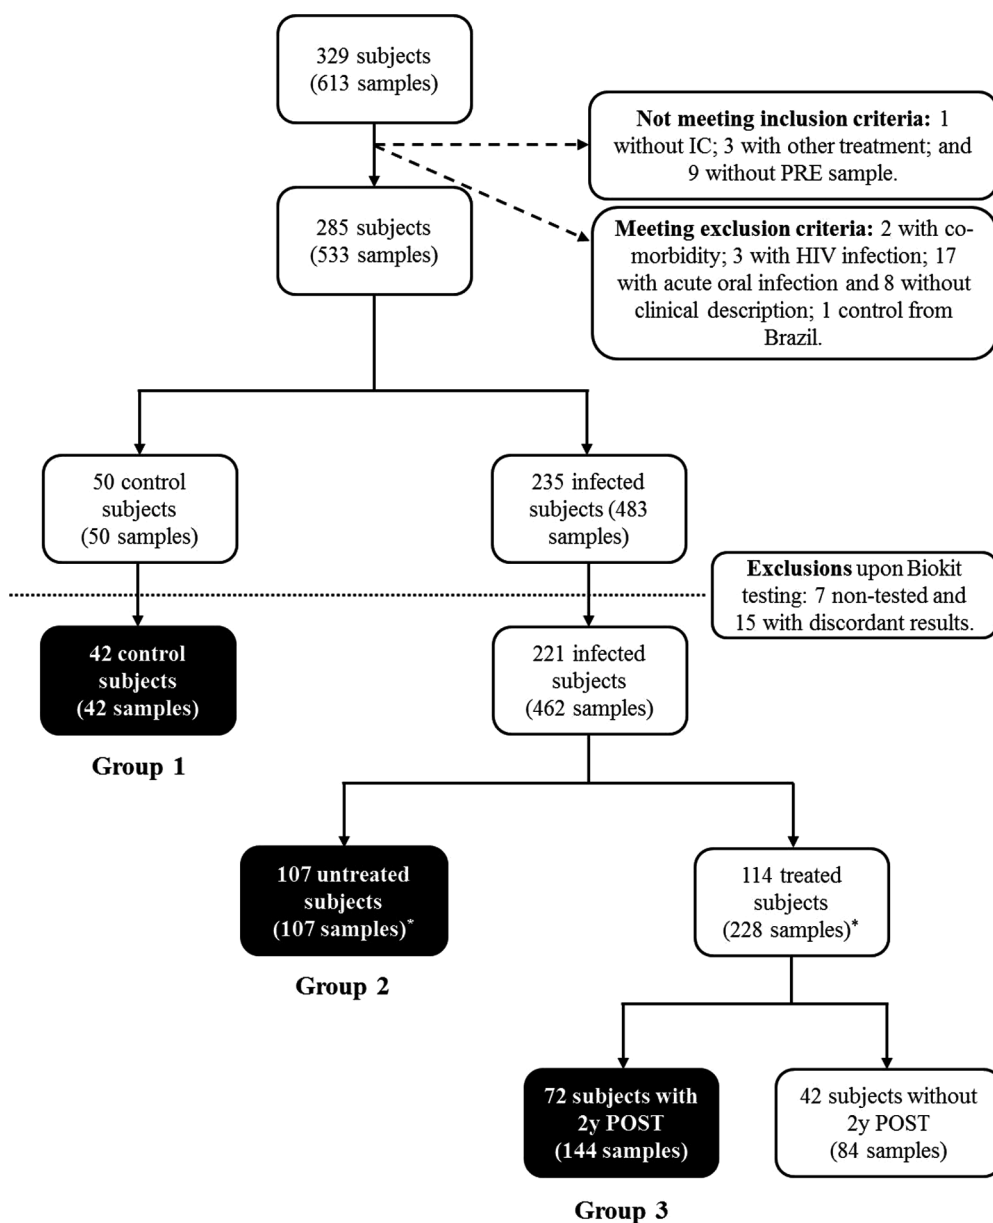 329 subjects
(613 samples)
Not meeting inclusion criteria: 1
without IC; 3 with other treatment; and
9 without PRE sample.
285 subjects
(533 samples)
Meeting exclusion criteria: 2 with co-
morbidity; 3 with HIV infection; 17
with acute oral infection and 8 without
clinical description; 1 control from
Brazil.
50 control
subjects
(50 samples)
235 infected
subjects (483
samples)
Exclusions upon Biokit
testing: 7 non-tested and
15 with discordant results.
42 control
subjects
(42 samples)
Group 1
221 infected
subjects
(462 samples)
107 untreated
subjects
(107 samples)*
Group 2
114 treated
subjects
(228 samples)*
72 subjects with
2y POST
(144 samples)
Group 3
42 subjects without
2y POST
(84 samples)